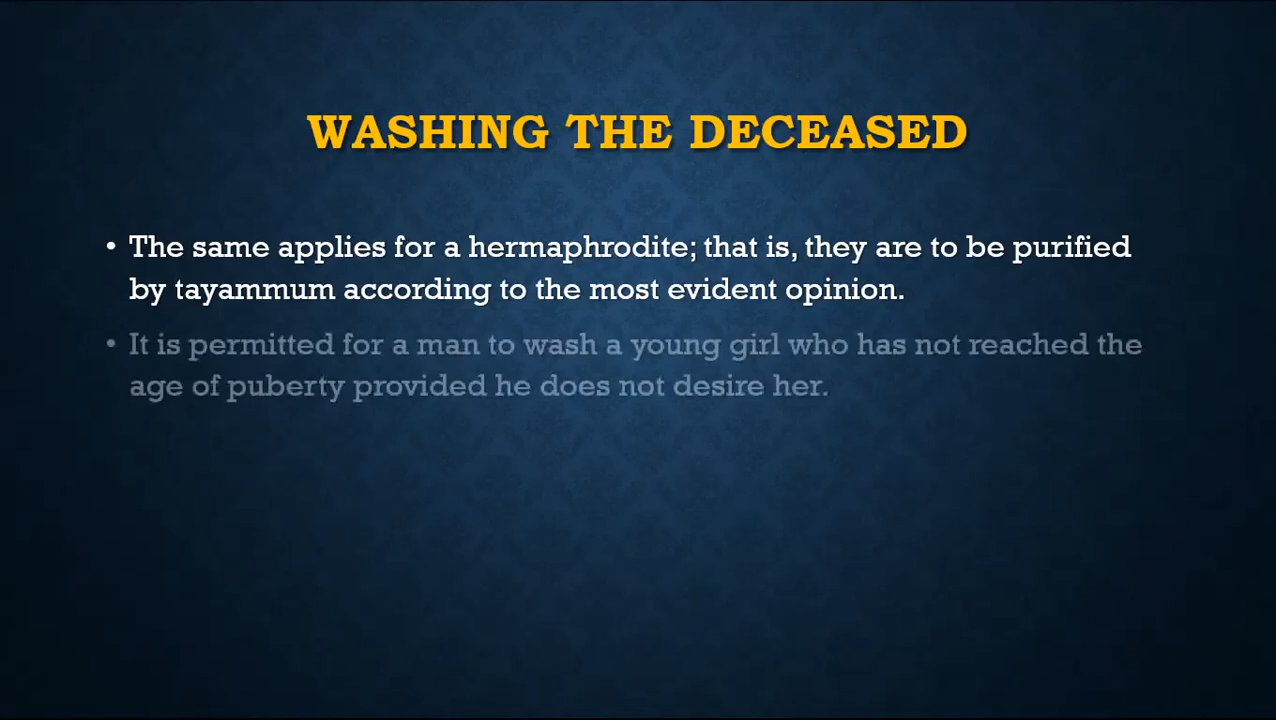 WASHING THE DECEASED
• The same applies for a hermaphrodite; that is, they are to be purified
by tayammum according to the most evident opinion.
• It is permitted for a man to wash a young girl who has not reached the
age of puberty provided he does not desire her.